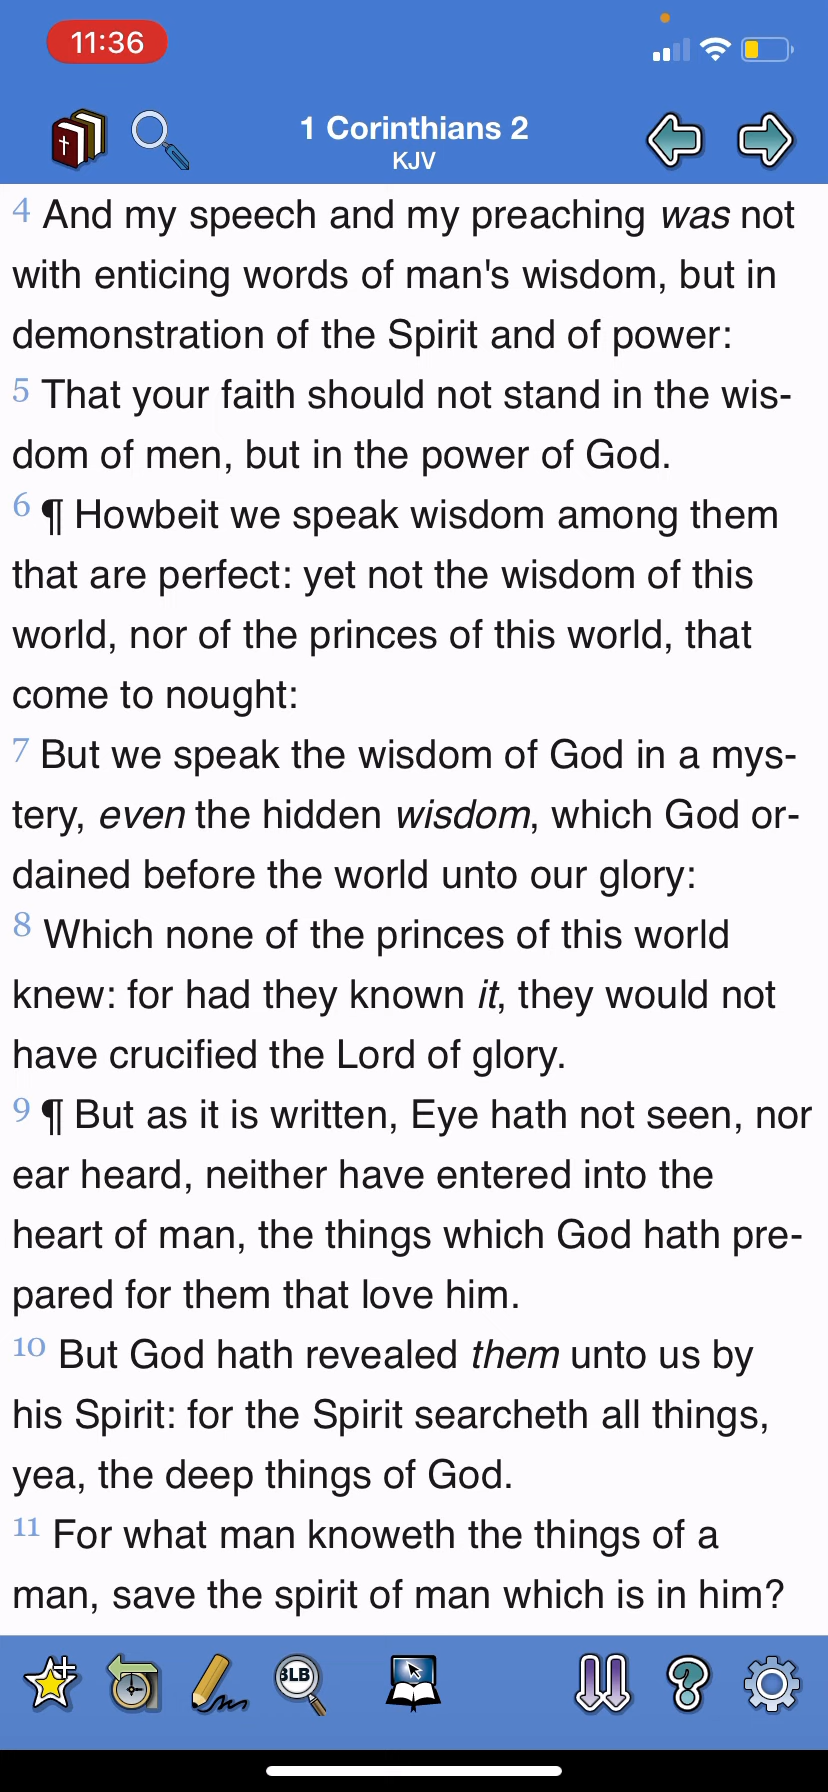 11:36
1 Corinthians 2
KJV
4 And my speech and my preaching was not
with enticing words of man's wisdom, but in
demonstration of the Spirit and of power:
5 That your faith should not stand in the wis-
dom of men, but in the power of God.
6 ¶ Howbeit we speak wisdom among them
that are perfect: yet not the wisdom of this
world, nor of the princes of this world, that
come to nought:
7 But we speak the wisdom of God in a mys-
tery, even the hidden wisdom, which God or-
dained before the world unto our glory:
8 Which none of the princes of this world
knew: for had they known it, they would not
have crucified the Lord of glory.
9 ¶ But as it is written, Eye hath not seen, nor
ear heard, neither have entered into the
heart of man, the things which God hath pre-
pared for them that love him.
10 But God hath revealed them unto us by
his Spirit: for the Spirit searcheth all things,
yea, the deep things of God.
11 For what man knoweth the things of a
man, save the spirit of man which is in him?
BLB
?